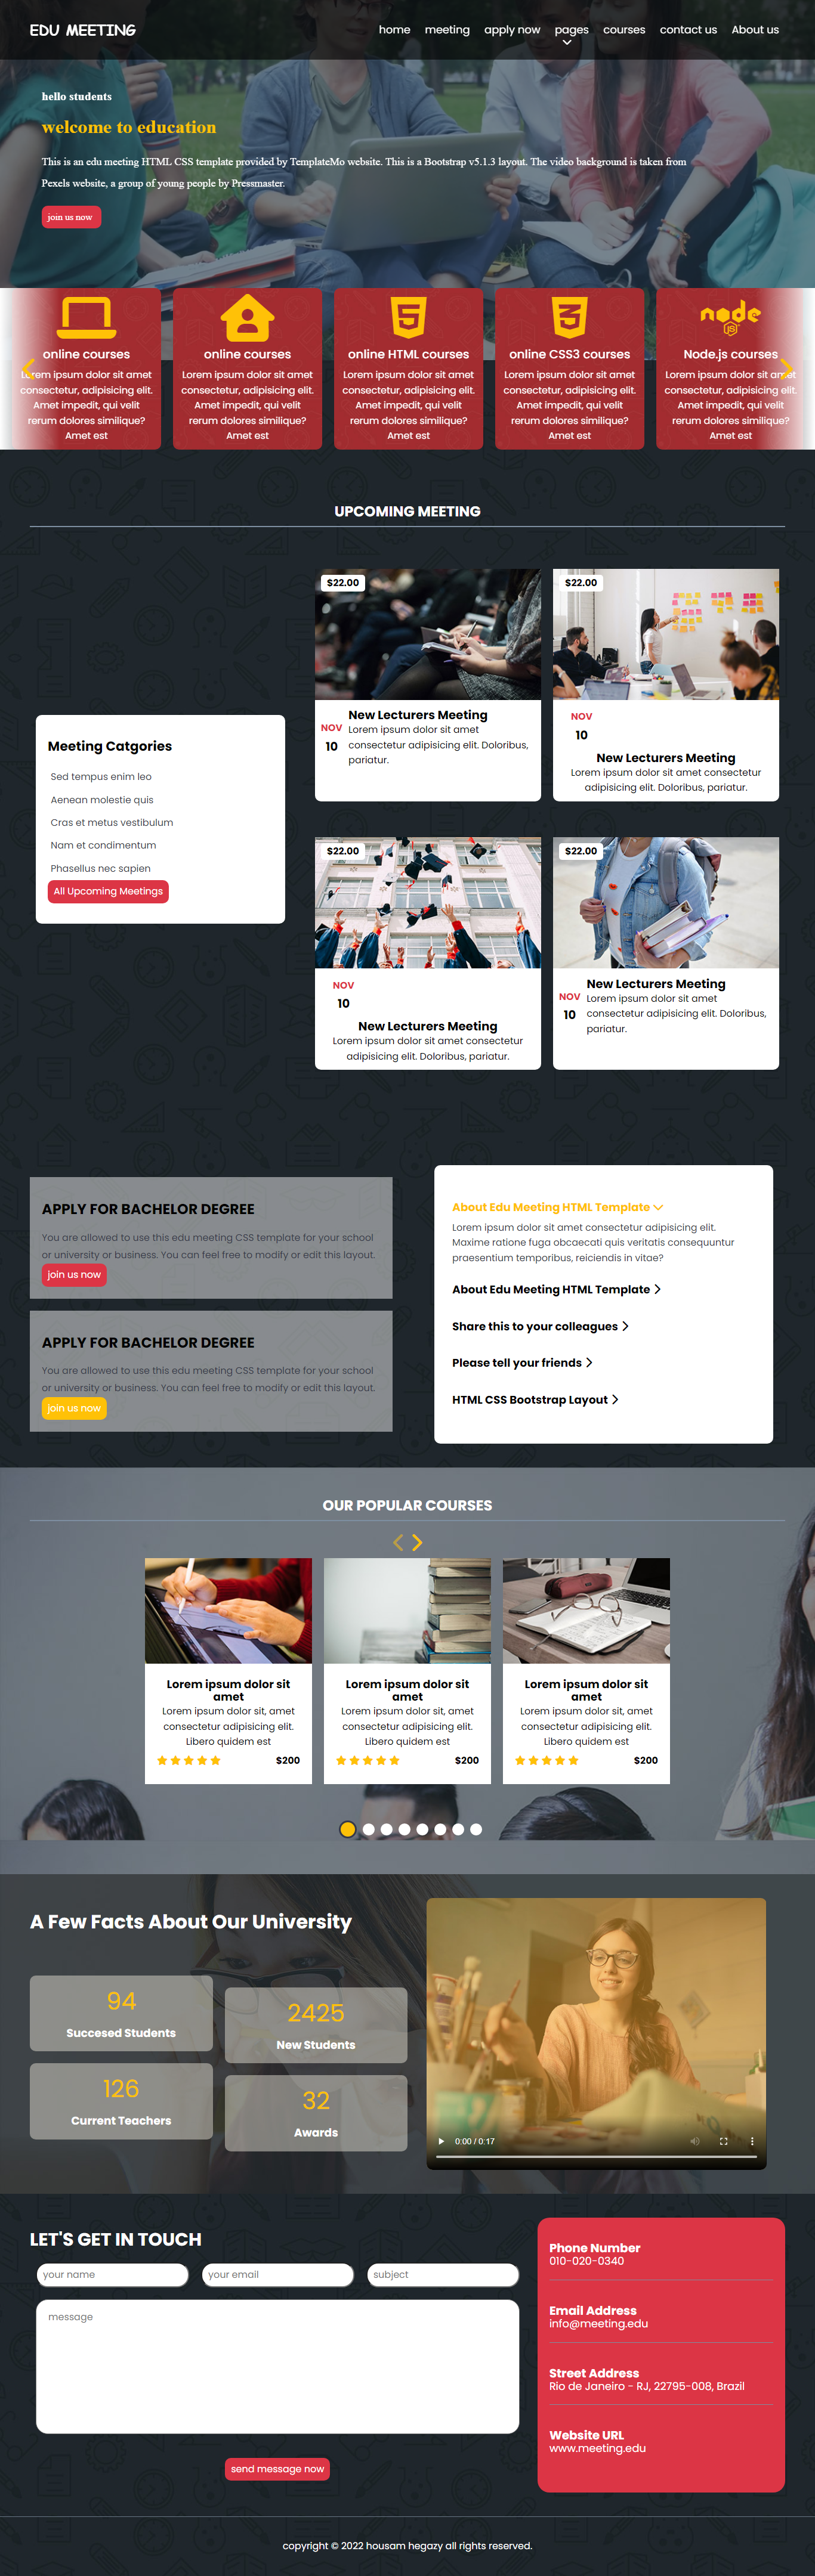 EDU MEETING
home meeting apply now pages courses contact us About us
hello students
welcome to education
This is an edu meeting HTML CSS template provided by TemplateMo website. This is a Bootstrap v5.1.3 layout. The video background is taken from
Pexels website, a group of young people by Pressmaster.
join us now
online courses
Lorem ipsum dolor sit amet
consectetur, adipisicing elit.
Amet impedit, qui velit
rerum dolores similique?
Amet est
online courses
Lorem ipsum dolor sit amet
consectetur, adipisicing elit.
Amet impedit, qui velit
rerum dolores similique?
Amet est
online HTML courses
Lorem ipsum dolor sit amet
consectetur, adipisicing elit.
Amet impedit, qui velit
rerum dolores similique?
Amet est
online CSS3 courses
Lorem ipsum dolor sit amet
consectetur, adipisicing elit.
Amet impedit, qui velit
rerum dolores similique?
Amet est
node
JS
Node.js courses
Lorem ipsum dolor sit amet
consectetur, adipisicing elit.
Amet impedit, qui velit
rerum dolores similique?
Amet est
UPCOMING MEETING
Meeting Catgories
Sed tempus enim leo
Aenean molestie quis
Cras et metus vestibulum
Nam et condimentum
Phasellus nec sapien
All Upcoming Meetings
$22.00
NOV
10
New Lecturers Meeting
Lorem ipsum dolor sit amet
consectetur adipisicing elit. Doloribus,
pariatur.
$22.00
NOV
10
New Lecturers Meeting
Lorem ipsum dolor sit amet consectetur
adipisicing elit. Doloribus, pariatur.
$22.00
NOV
10
New Lecturers Meeting
Lorem ipsum dolor sit amet consectetur
adipisicing elit. Doloribus, pariatur.
$22.00
NOV
10
New Lecturers Meeting
Lorem ipsum dolor sit amet
consectetur adipisicing elit. Doloribus,
pariatur.
APPLY FOR BACHELOR DEGREE
You are allowed to use this edu meeting CSS template for your school
or university or business. You can feel free to modify or edit this layout.
join us now
APPLY FOR BACHELOR DEGREE
You are allowed to use this edu meeting CSS template for your school
or university or business. You can feel free to modify or edit this layout.
join us now
About Edu Meeting HTML Template
Lorem ipsum dolor sit amet consectetur adipisicing elit.
Maxime ratione fuga obcaecati quis veritatis consequuntur
praesentium temporibus, reiciendis in vitae?
About Edu Meeting HTML Template
Share this to your colleagues
Please tell your friends
HTML CSS Bootstrap Layout
OUR POPULAR COURSES
Lorem ipsum dolor sit
amet
Lorem ipsum dolor sit, amet
consectetur adipisicing elit.
Libero quidem est
$200
Lorem ipsum dolor sit
amet
Lorem ipsum dolor sit, amet
consectetur adipisicing elit.
Libero quidem est
$200
Lorem ipsum dolor sit
amet
Lorem ipsum dolor sit, amet
consectetur adipisicing elit.
Libero quidem est
$200
A Few Facts About Our University
94
Succesed Students
2425
New Students
126
Current Teachers
32
Awards
0:00 / 0:17
LET'S GET IN TOUCH
your name
your email
subject
message
send message now
Phone Number
010-020-0340
Email Address
info@meeting.edu
Street Address
Rio de Janeiro - RJ, 22795-008, Brazil
Website URL
www.meeting.edu
copyright © 2022 housam hegazy all rights reserved.